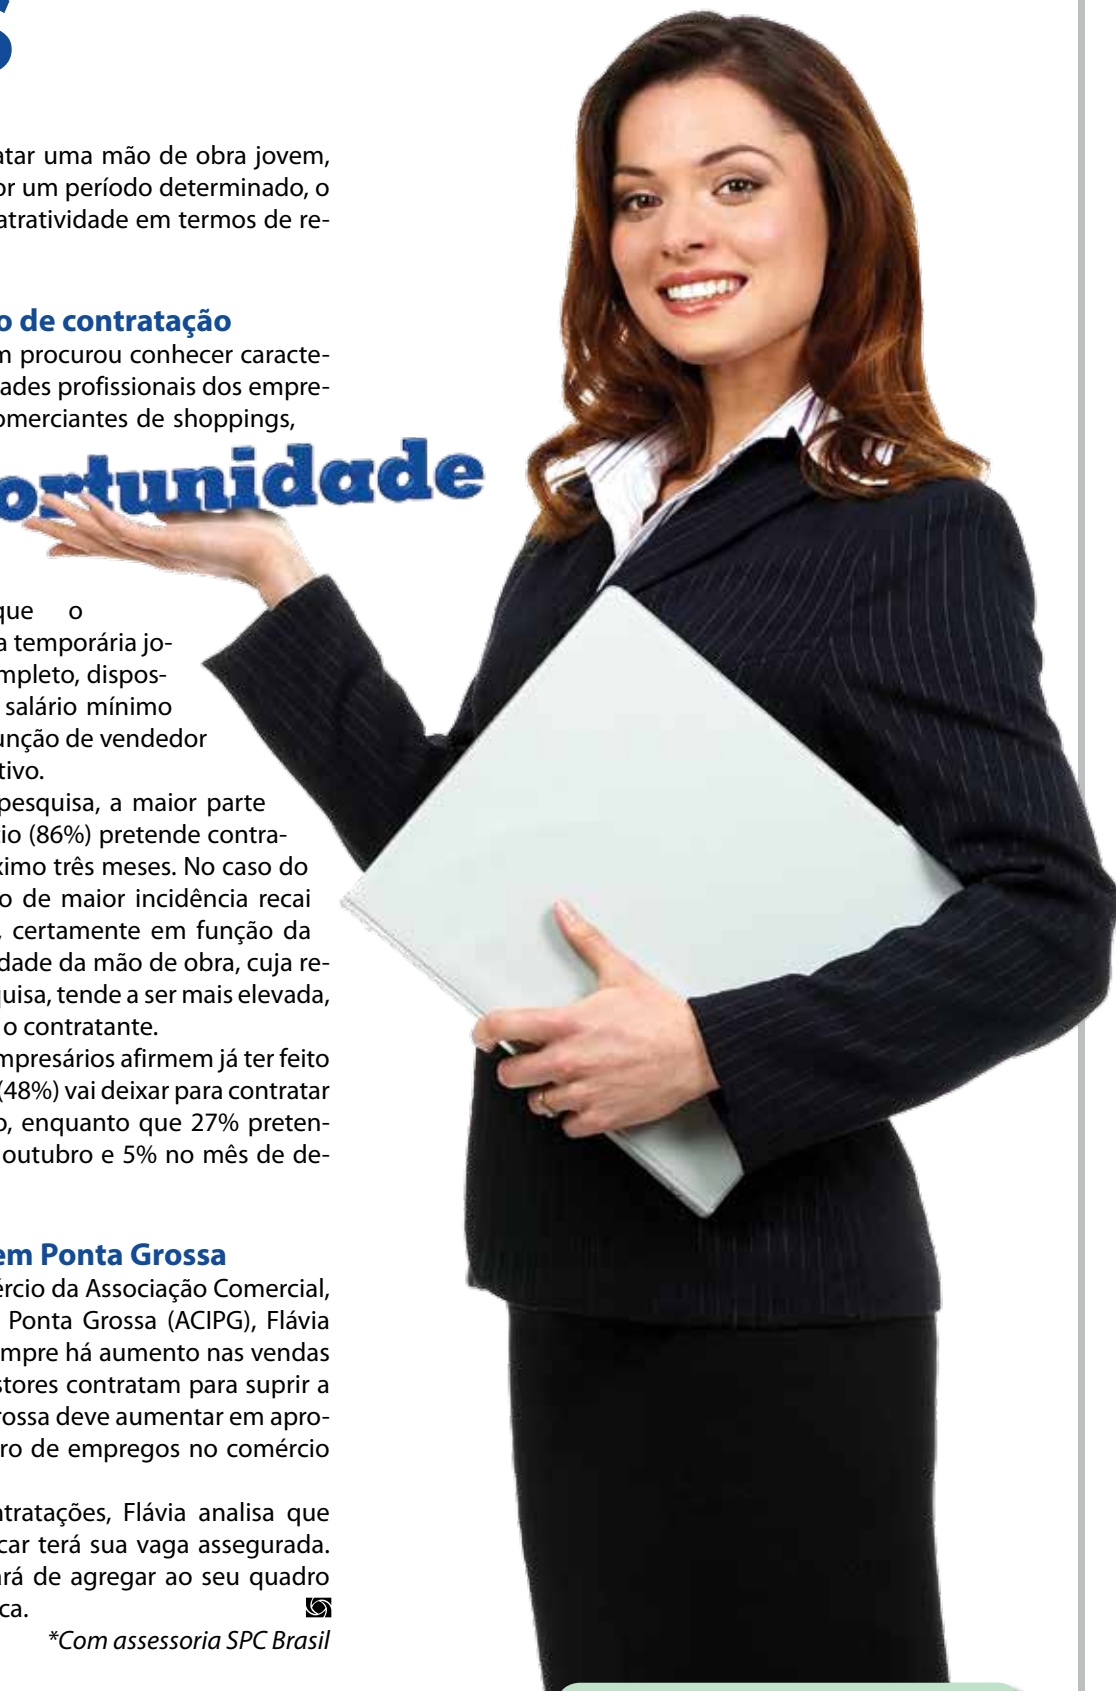 s
atar uma mão de obra jovem,
or um período determinado, o
atratividade em termos de re-
o de contratação
m procurou conhecer caracte-
ades profissionais dos empre-
omerciantes de shoppings,
ortunidade
que o
a temporária jo-
mpleto, dispos-
salário mínimo
unção de vendedor
tivo.
pesquisa, a maior parte
io (86%) pretende contra-
ximo três meses. No caso do
o de maior incidência recai
, certamente em função da
dade da mão de obra, cuja re-
uisa, tende a ser mais elevada,
o contratante.
mpresários afirmem já ter feito
(48%) vai deixar para contratar
o, enquanto que 27% preten-
outubro e 5% no mês de de-
em Ponta Grossa
ércio da Associação Comercial,
Ponta Grossa (ACIPG), Flávia
mpre há aumento nas vendas
stores contratam para suprir a
rossa deve aumentar em apro-
ro de empregos no comércio
ntratações, Flávia analisa que
car terá sua vaga assegurada.
ará de agregar ao seu quadro
ca.
*Com assessoria SPC Brasil